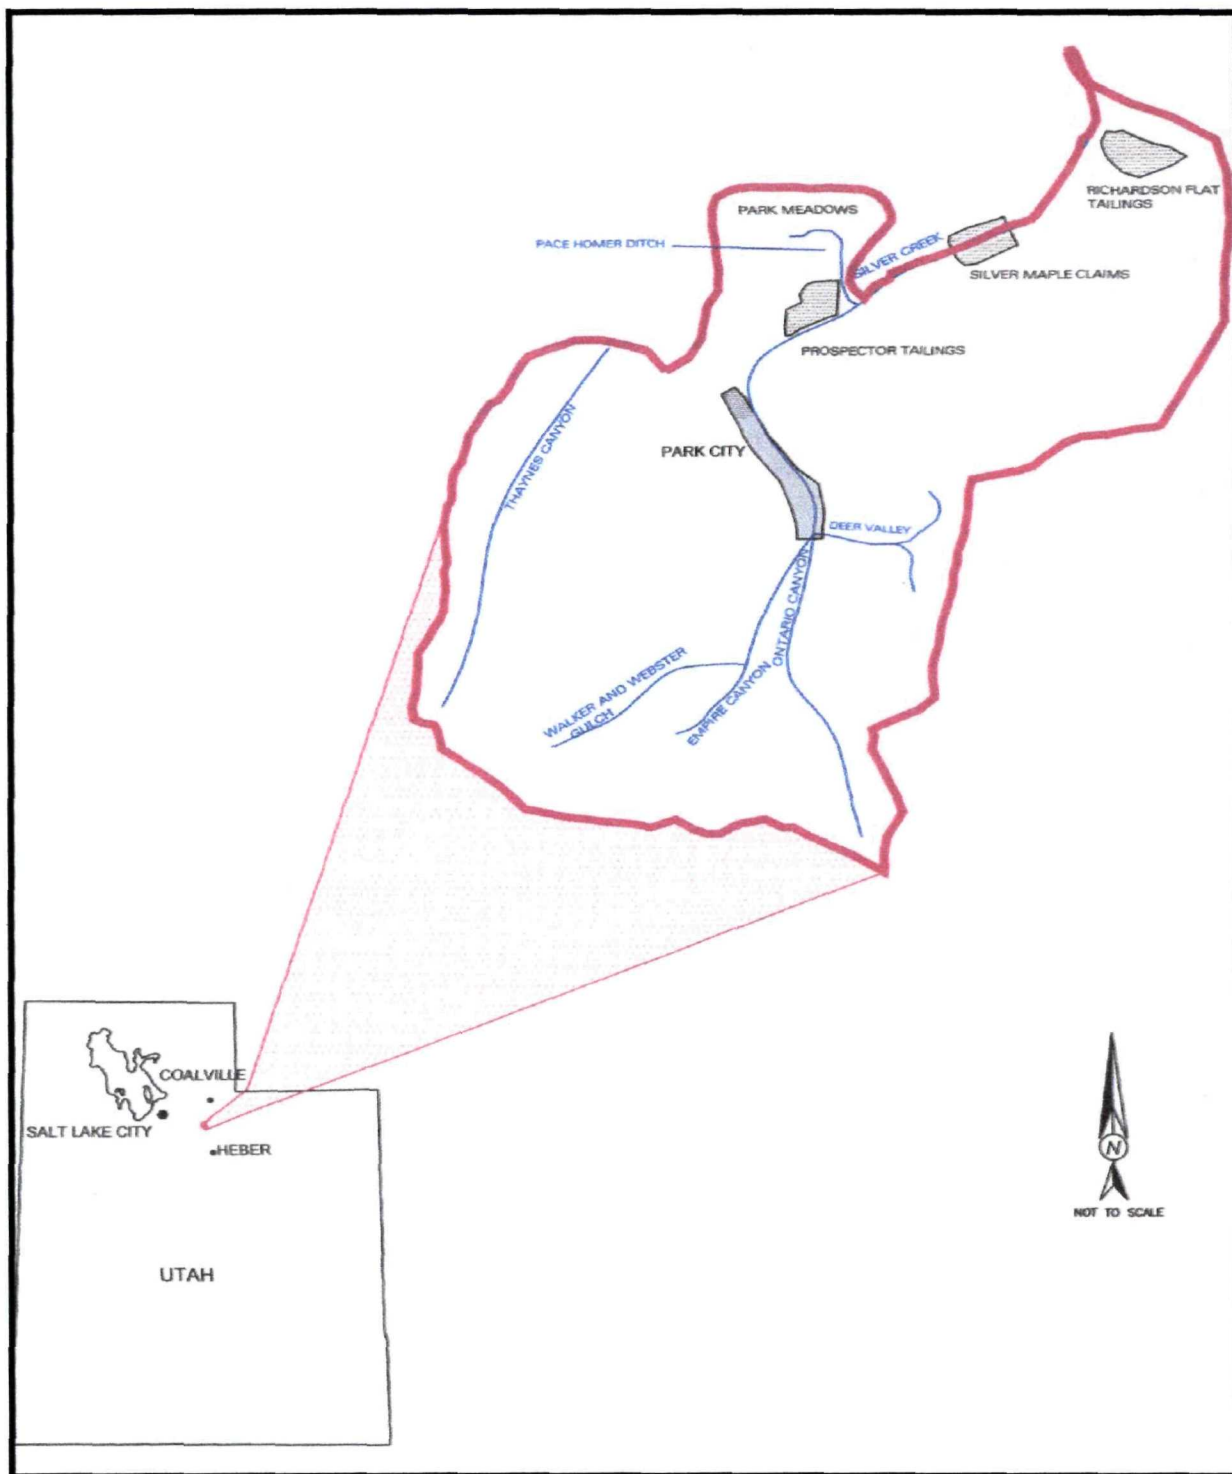 RICHARDSON FLAT
TAILINGS
PARK MEADOWS
PACE HOMER DITCH
SILVER CREEK
SILVER MAPLE CLAIMS
PROSPECTOR TAILINGS
THAYNES CANYON
PARK CITY
DEER VALLEY
ONTARIO CANYON
WALKER AND WEBSTER
GULCH
EMPIRE CANYON
COALVILLE
SALT LAKE CITY
HEBER
UTAH
N
NOT TO SCALE